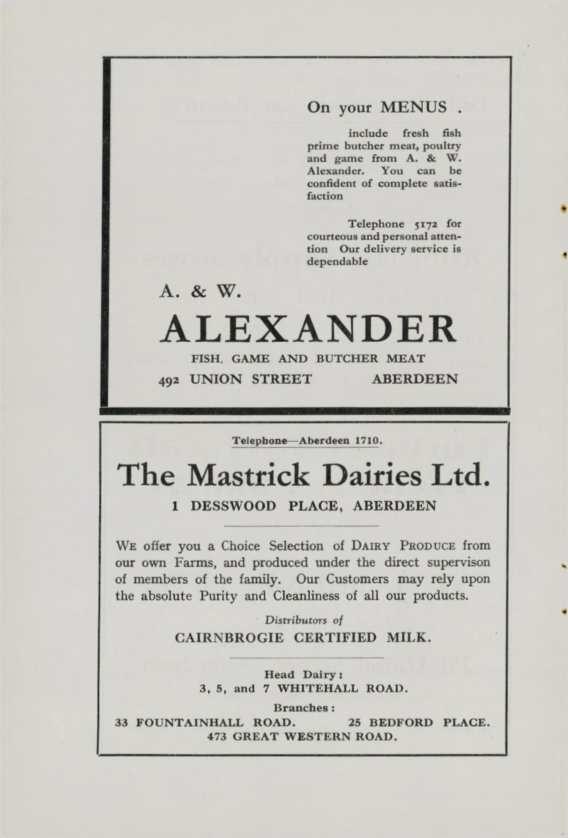 On your MENUS .
include fresh fish
prime butcher meat, poultry
and game from A. & W.
Alexander. You can be
confident of complete satis-
faction
Telephone 5172 for
courteous and personal atten-
tion Our delivery service is
dependable
A. & W.
ALEXANDER
FISH, GAME AND BUTCHER MEAT
492 UNION STREET ABERDEEN
Telephone—Aberdeen 1710.
The Mastrick Dairies Ltd.
1 DESSWOOD PLACE, ABERDEEN
WE offer you a Choice Selection of DAIRY PRODUCE from
our own Farms, and produced under the direct supervison
of members of the family. Our Customers may rely upon
the absolute Purity and Cleanliness of all our products.
Distributors of
CAIRNBROGIE CERTIFIED MILK.
Head Dairy:
3, 5, and 7 WHITEHALL ROAD.
Branches:
33 FOUNTAINHALL ROAD. 25 BEDFORD PLACE.
473 GREAT WESTERN ROAD.